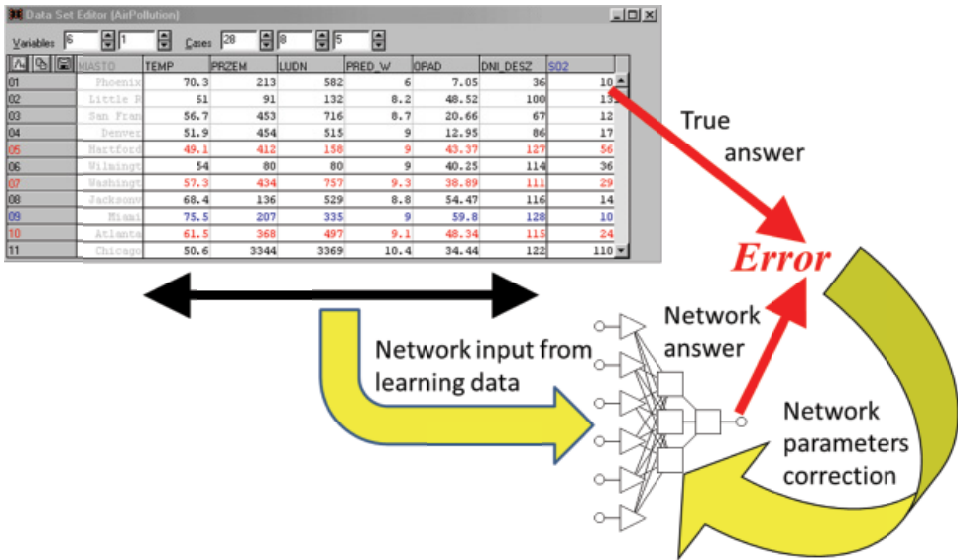 Data Set Editor (AirPollution)
Variables 6 1 Cases 28 8 5
MIASTO TEMP PRZEM LUDN PRED_W OPAD DNI_DESZ SO2
01 Phoenix 70.3 213 582 6 7.05 36 10
02 Little R 51 91 132 8.2 48.52 100 13
03 San Fran 56.7 453 716 8.7 20.66 67 12
04 Denver 51.9 454 515 9 12.95 86 17
05 Hartford 49.1 412 158 9 43.37 127 56
06 Wilmingt 54 80 80 9 40.25 114 36
07 Washingt 57.3 434 757 9.3 38.89 111 29
08 Jacksonv 68.4 136 529 8.8 54.47 116 14
09 Miami 75.5 207 335 9 59.8 128 10
10 Atlanta 61.5 368 497 9.1 48.34 115 24
11 Chicago 50.6 3344 3369 10.4 34.44 122 110
True
answer
Error
Network
answer
Network input from
learning data
Network
parameters
correction